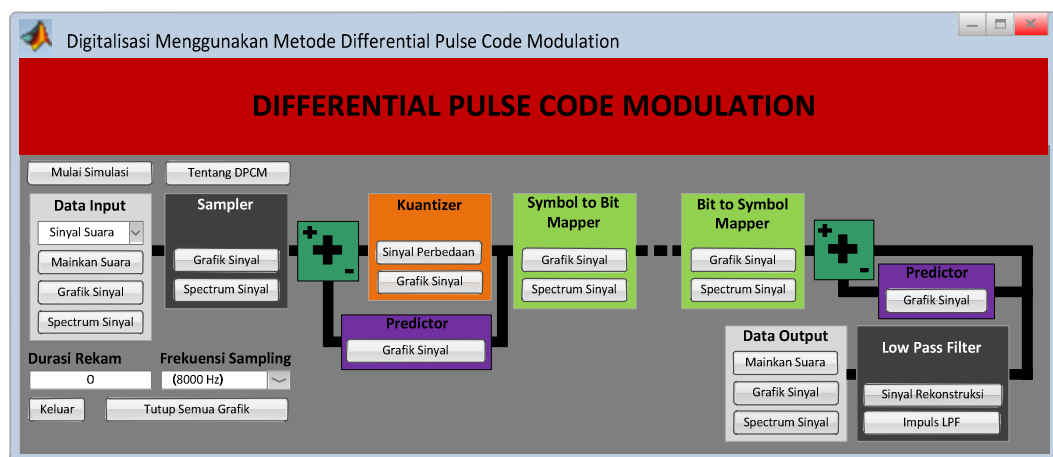 Digitalisasi Menggunakan Metode Differential Pulse Code Modulation
DIFFERENTIAL PULSE CODE MODULATION
Mulai Simulasi
Tentang DPCM
Data Input
Sinyal Suara
Mainkan Suara
Grafik Sinyal
Spectrum Sinyal
Sampler
Grafik Sinyal
Spectrum Sinyal
Kuantizer
Sinyal Perbedaan
Grafik Sinyal
Predictor
Grafik Sinyal
Symbol to Bit
Mapper
Grafik Sinyal
Spectrum Sinyal
Bit to Symbol
Mapper
Grafik Sinyal
Spectrum Sinyal
Predictor
Grafik Sinyal
Data Output
Mainkan Suara
Grafik Sinyal
Spectrum Sinyal
Low Pass Filter
Sinyal Rekonstruksi
Impuls LPF
Durasi Rekam
0
Frekuensi Sampling
(8000 Hz)
Keluar
Tutup Semua Grafik